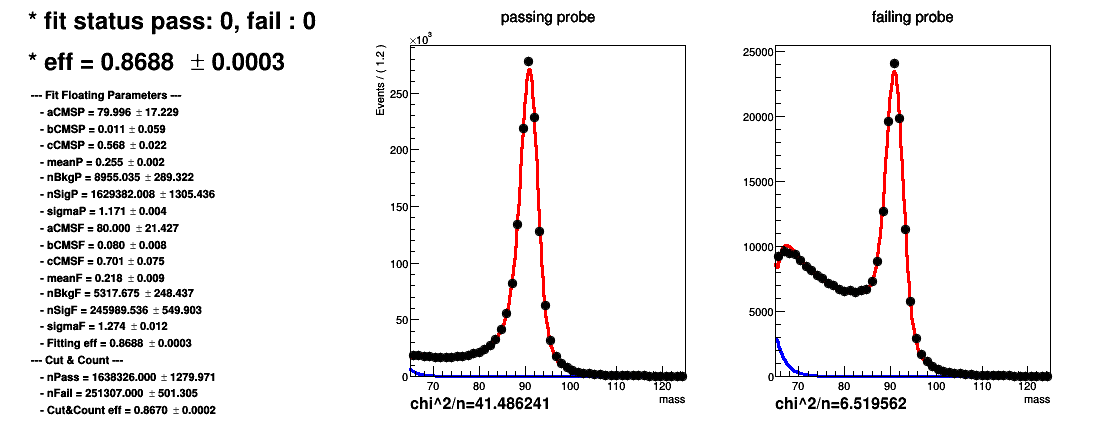 * fit status pass: 0, fail : 0
* eff = 0.8688 ± 0.0003
--- Fit Floating Parameters ---
- aCMSP = 79.996 ± 17.229
- bCMSP = 0.011 ± 0.059
- cCMSP = 0.568 ± 0.022
- meanP = 0.255 ± 0.002
- nBkgP = 8955.035 ± 289.322
- nSigP = 1629382.008 ± 1305.436
- sigmaP = 1.171 ± 0.004
- aCMSF = 80.000 ± 21.427
- bCMSF = 0.080 ± 0.008
- cCMSF = 0.701 ± 0.075
- meanF = 0.218 ± 0.009
- nBkgF = 5317.675 ± 248.437
- nSigF = 245989.536 ± 549.903
- sigmaF = 1.274 ± 0.012
- Fitting eff = 0.8688 ± 0.0003
--- Cut & Count ---
- nPass = 1638326.000 ± 1279.971
- nFail = 251307.000 ± 501.305
- Cut&Count eff = 0.8670 ± 0.0002
passing probe
×10³
Events / ( 1.2 )
250
200
150
100
50
0
70 80 90 100 110 120
mass
chi^2/n=41.486241
failing probe
25000
20000
15000
10000
5000
0
70 80 90 100 110 120
mass
chi^2/n=6.519562